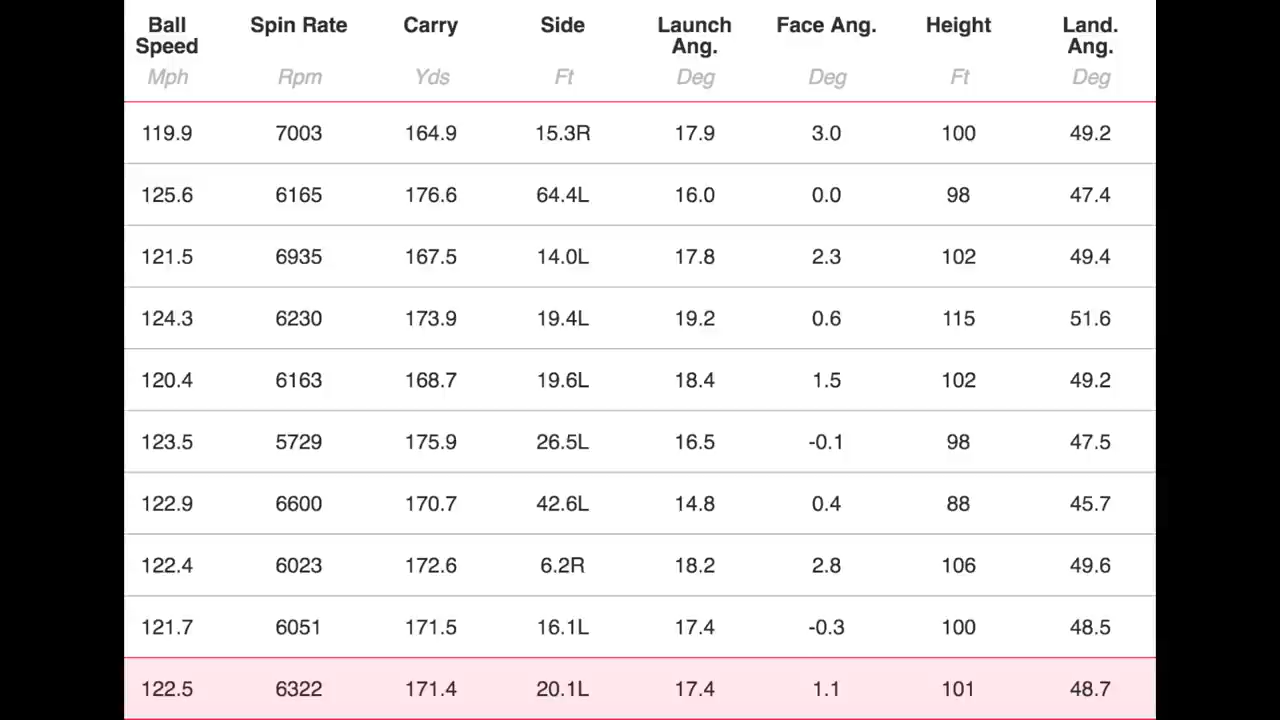 Ball Speed Spin Rate Carry Side Launch Ang. Face Ang. Height Land. Ang.
Mph Rpm Yds Ft Deg Deg Ft Deg
119.9 7003 164.9 15.3R 17.9 3.0 100 49.2
125.6 6165 176.6 64.4L 16.0 0.0 98 47.4
121.5 6935 167.5 14.0L 17.8 2.3 102 49.4
124.3 6230 173.9 19.4L 19.2 0.6 115 51.6
120.4 6163 168.7 19.6L 18.4 1.5 102 49.2
123.5 5729 175.9 26.5L 16.5 -0.1 98 47.5
122.9 6600 170.7 42.6L 14.8 0.4 88 45.7
122.4 6023 172.6 6.2R 18.2 2.8 106 49.6
121.7 6051 171.5 16.1L 17.4 -0.3 100 48.5
122.5 6322 171.4 20.1L 17.4 1.1 101 48.7